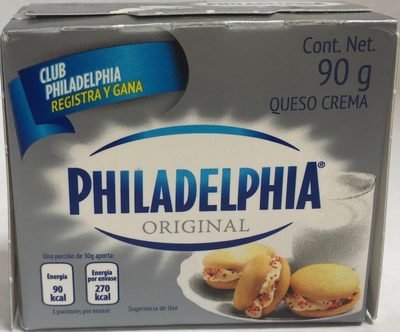 CLUB
PHILADELPHIA
REGISTRA Y GANA
Cont. Net.
90 g
QUESO CREMA
PHILADELPHIA®
ORIGINAL
Una porción de 30g aporta:
Energía
90
kcal
Energía
por envase
270
kcal
3 porciones por envase
Sugerencia de Uso